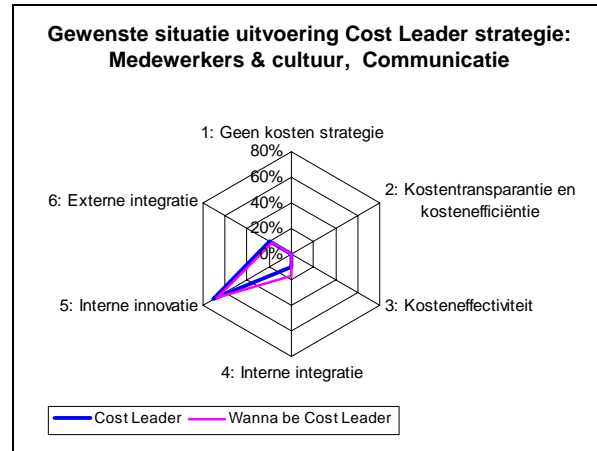 Gewenste situatie uitvoering Cost Leader strategie:
Medewerkers & cultuur, Communicatie
1: Geen kosten strategie
80%
60%
40%
20%
0%
2: Kostentransparantie en
kostenefficiëntie
3: Kosteneffectiviteit
4: Interne integratie
5: Interne innovatie
6: Externe integratie
Cost Leader
Wanna be Cost Leader